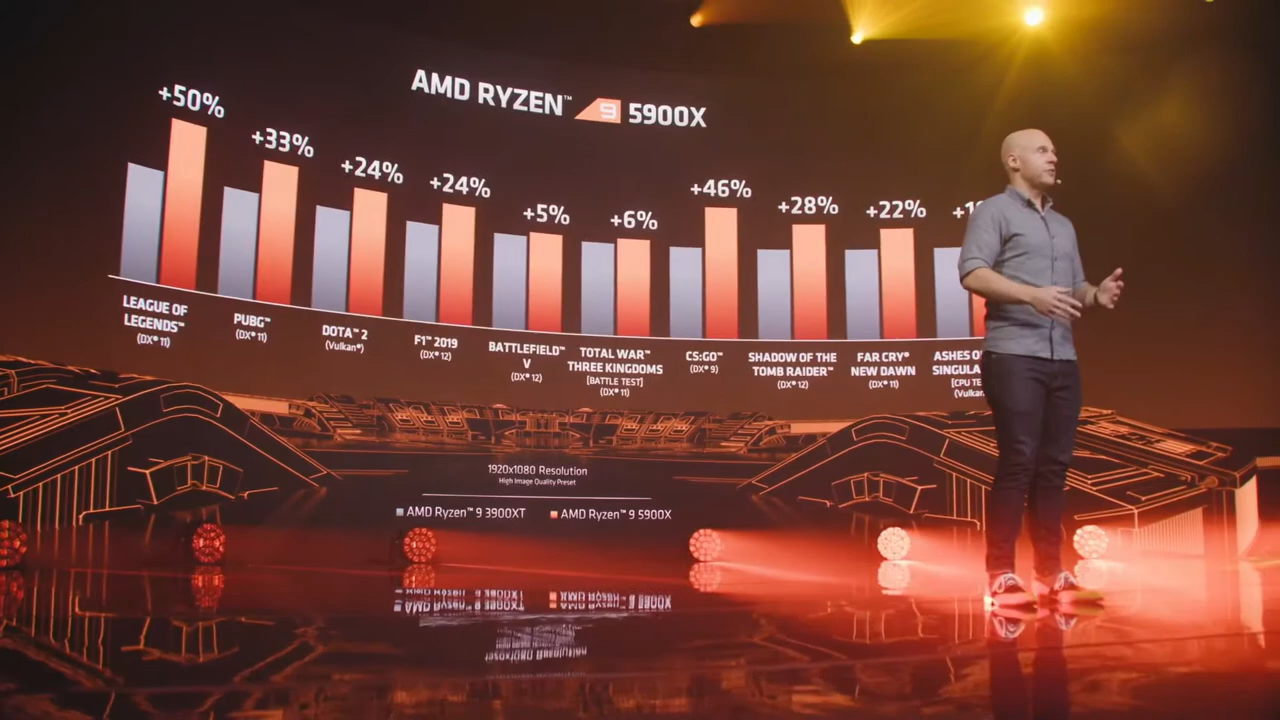 AMD RYZEN™ 9 5900X
+50%
+33%
+24%
+24%
+5%
+6%
+46%
+28%
+22%
LEAGUE OF
LEGENDS™
(DX® 11)
PUBG™
(DX® 11)
DOTA™ 2
(Vulkan®)
F1™ 2019
(DX® 12)
BATTLEFIELD™
V
(DX® 12)
TOTAL WAR™
THREE KINGDOMS
[BATTLE TEST]
(DX® 11)
CS:GO™
(DX® 9)
SHADOW OF THE
TOMB RAIDER™
(DX® 12)
FAR CRY®
NEW DAWN
(DX® 11)
ASHES
1920x1080 Resolution
High Image Quality Preset
AMD Ryzen™ 9 3900XT
AMD Ryzen™ 9 5900X